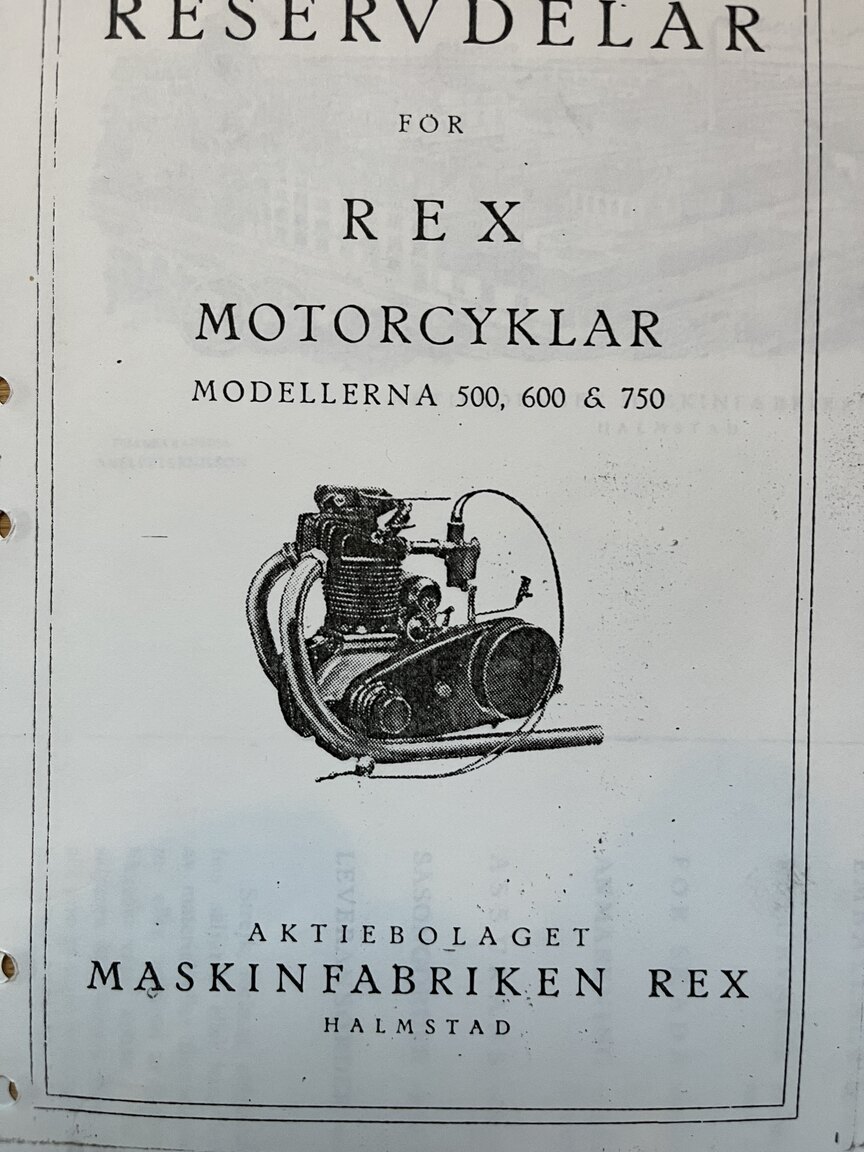 RESERVDELAR
FÖR
REX
MOTORCYKLAR
MODELLERNA 500, 600 & 750
AKTIEBOLAGET
MASKINFABRIKEN REX
HALMSTAD